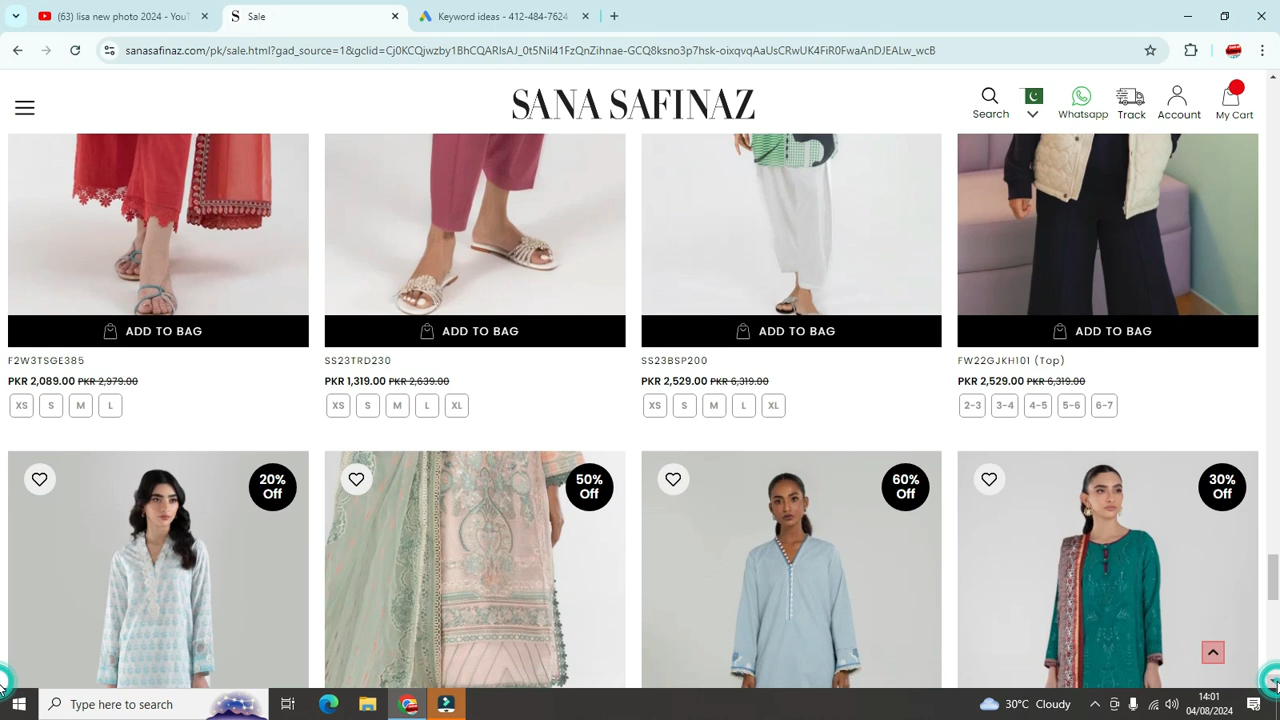 (63) lisa new photo 2024 - YouT
Sale
Keyword ideas - 412-484-7624
sanasafinaz.com/pk/sale.html?gad_source=1&gclid=Cj0KCQjwzby1BhCQARIsAJ_0t5Nil41FzQnZihnae-GCQ8ksno3p7hsk-oixqvqAaUsCRwUK4FiR0FwaAnDJEALw_wcB
SANA SAFINAZ
Search
Whatsapp
Track
Account
My Cart
ADD TO BAG
ADD TO BAG
ADD TO BAG
ADD TO BAG
F2W3TSGE385
SS23TRD230
SS23BSP200
FW22GJKH101 (Top)
PKR 2,089.00 PKR 2,979.00
PKR 1,319.00 PKR 2,639.00
PKR 2,529.00 PKR 6,319.00
PKR 2,529.00 PKR 6,319.00
XS S M L
XS S M L XL
XS S M L XL
2-3 3-4 4-5 5-6 6-7
20%
Off
50%
Off
60%
Off
30%
Off
Type here to search
30°C Cloudy
14:01
04/08/2024